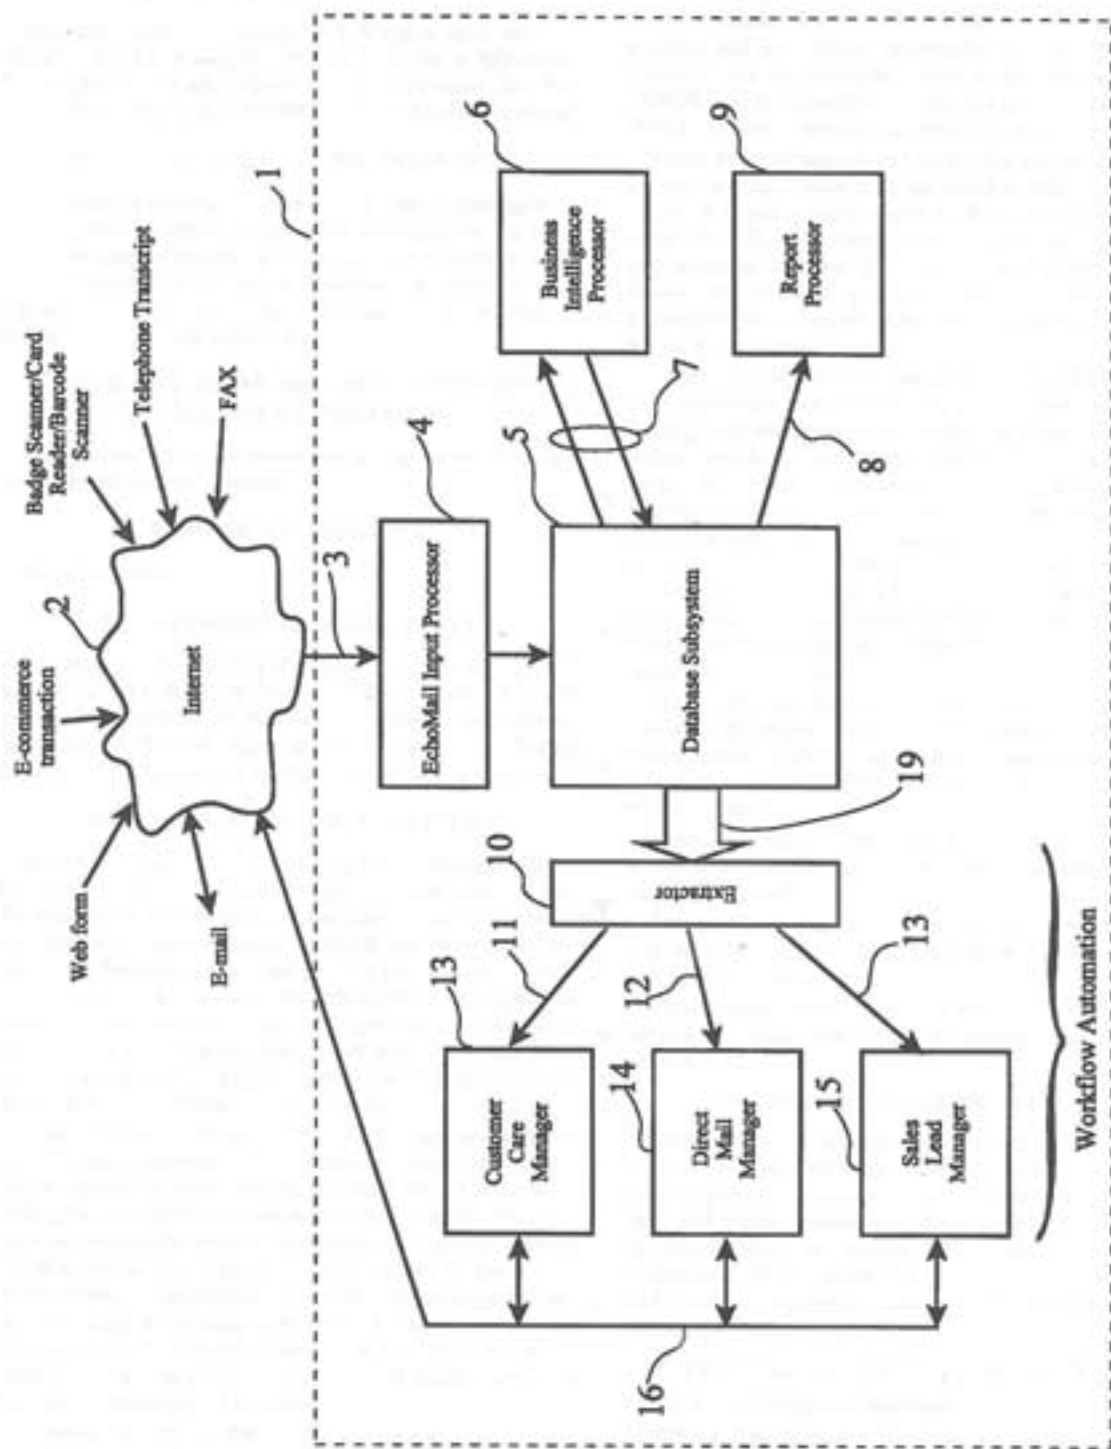 E-commerce
transaction
Badge Scanner/Card
Reader/Barcode
Scanner
Web form
2
Telephone Transcript
Internet
E-mail
FAX
1
3
4
EchoMail Input Processor
13
11
6
Customer
Care
Manager
10
5
Business
Intelligence
Processor
14
12
7
Direct
Mail
Manager
Extractor
Database Subsystem
16
9
Report
Processor
15
8
19
13
Sales
Lead
Manager
Workflow Automation